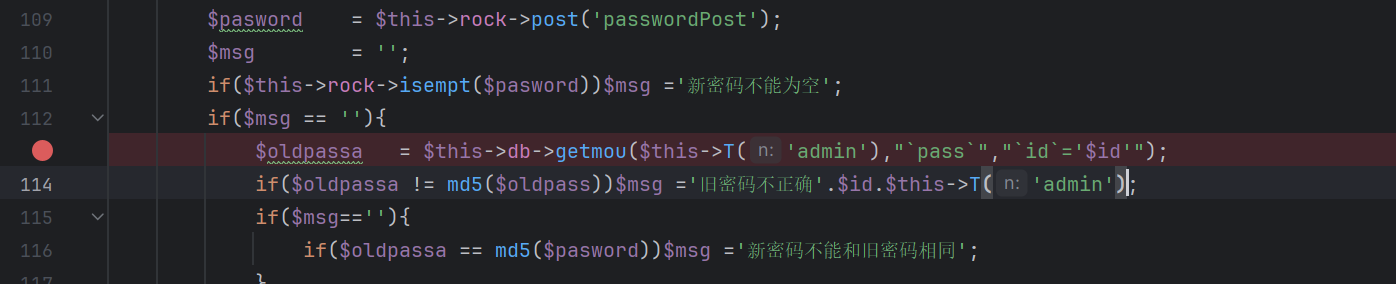 109 $pasword    = $this->rock->post('passwordPost');
110 $msg        = '';
111 if($this->rock->isempt($pasword))$msg ='新密码不能为空';
112 if($msg == ''){
$oldpassa   = $this->db->getmou($this->T( n: 'admin'),"`pass`","`id`='$id'");
114 if($oldpassa != md5($oldpass))$msg ='旧密码不正确'.$id.$this->T( n: 'admin');
115 if($msg==''){
116 if($oldpassa == md5($pasword))$msg ='新密码不能和旧密码相同';
117 }